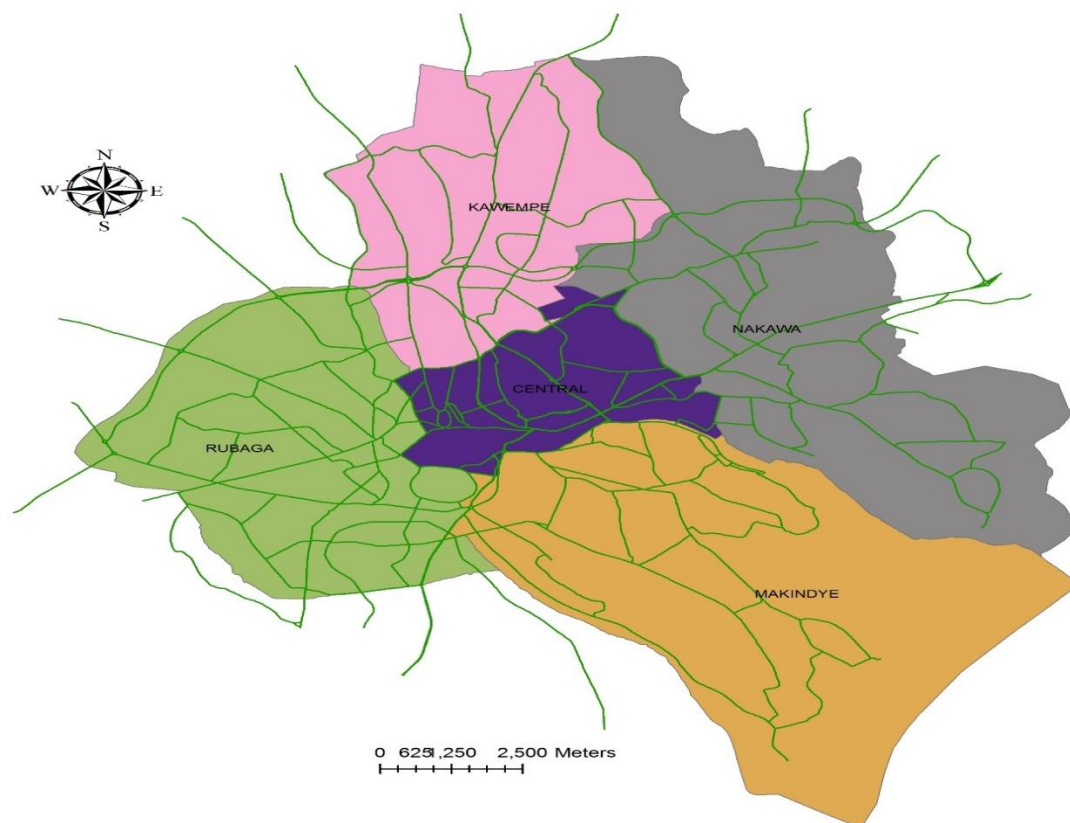 N
W E
S
KAWEMPE
NAKAWA
CENTRAL
RUBAGA
MAKINDYE
0 625 1,250 2,500 Meters